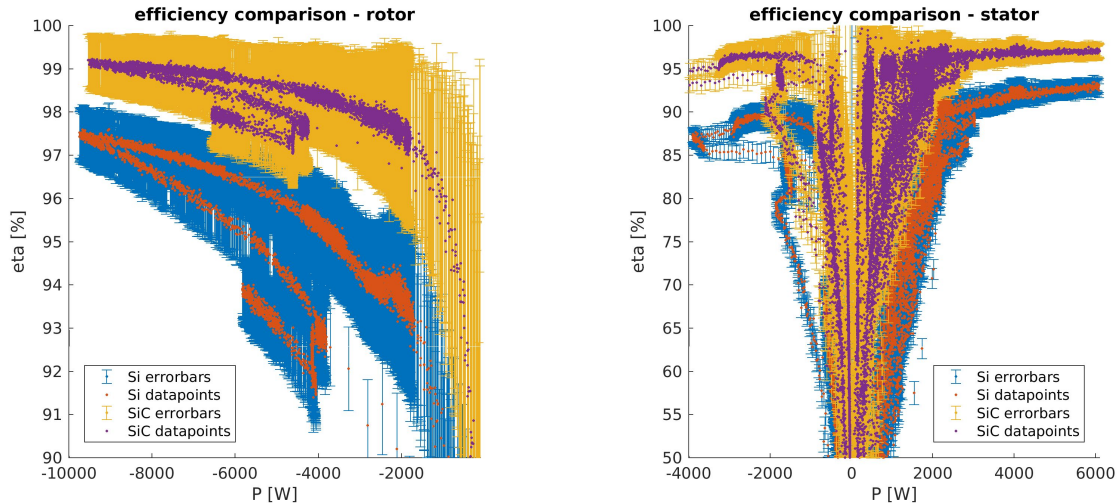 efficiency comparison - rotor
100
99
98
97
96
95
94
93
92
91
90
eta [%]
-10000 -8000 -6000 -4000 -2000
P [W]
Si errorbars
Si datapoints
SiC errorbars
SiC datapoints
efficiency comparison - stator
100
95
90
85
80
75
70
65
60
55
50
eta [%]
-4000 -2000 0 2000 4000 6000
P [W]
Si errorbars
Si datapoints
SiC errorbars
SiC datapoints